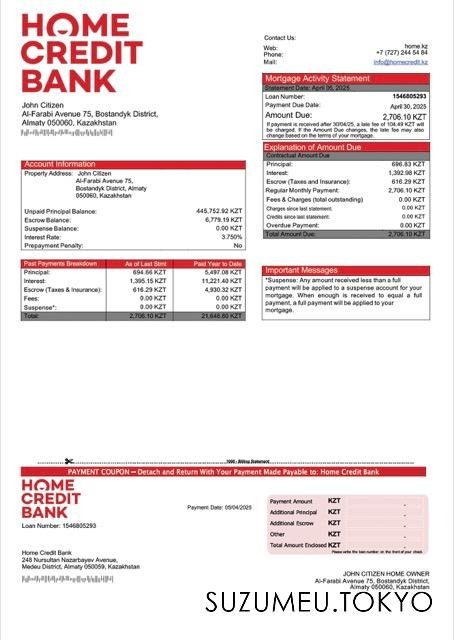 HOME
CREDIT
BANK
John Citizen
Al-Farabi Avenue 75, Bostandyk District,
Almaty 050060, Kazakhstan
Contact Us:
Web: home.kz
Phone: +7 (727) 244 54 84
Mail: info@homecredit.kz
Mortgage Activity Statement
Statement Date: April 05, 2025
Loan Number: 1546805293
Payment Due Date: April 30, 2025
Amount Due: 2,706.10 KZT
If payment is received after 30/04/25, a late fee of 104.49 KZT will
be charged. If the Amount Due changes, the late fee may also
change based on terms of your mortgage.
Explanation of Amount Due
Contractual Amount Due
Principal: 696.83 KZT
Interest: 1,392.98 KZT
Escrow (Taxes and Insurance): 616.29 KZT
Regular Monthly Payment: 2,706.10 KZT
Fees & Charges (total outstanding) 0.00 KZT
Charges since last statement: 0.00 KZT
Credits since last statement: 0.00 KZT
Overdue Payment: 0.00 KZT
Total Amount Due: 2,706.10 KZT
Account Information
Property Address: John Citizen
Al-Farabi Avenue 75,
Bostandyk District, Almaty
050060, Kazakhstan
Unpaid Principal Balance: 445,752.92 KZT
Escrow Balance: 6,779.19 KZT
Suspense Balance: 0.00 KZT
Interest Rate: 3.750%
Prepayment Penalty: No
Past Payments Breakdown As of Last Stmt Paid Year to Date
Principal: 694.66 KZT 5,497.08 KZT
Interest: 1,395.15 KZT 11,221.40 KZT
Escrow (Taxes & Insurance): 616.29 KZT 4,930.32 KZT
Fees: 0.00 KZT 0.00 KZT
Suspense*: 0.00 KZT 0.00 KZT
Total: 2,706.10 KZT 21,648.80 KZT
Important Messages
*Suspense: Any amount received less than a full
payment will be applied to a suspense account for your
mortgage. When enough is received to equal a full
payment, a full payment will be applied to your
mortgage.
1098 - Billing Statement
PAYMENT COUPON – Detach and Return With Your Payment Made Payable to: Home Credit Bank
HOME
CREDIT
BANK
Loan Number: 1546805293
Payment Date: 05/04/2025
Payment Amount KZT .
Additional Principal KZT .
Additional Escrow KZT .
Other KZT .
Total Amount Enclosed KZT .
Please write the loan number on the front of your check.
Home Credit Bank
248 Nursultan Nazarbayev Avenue,
Medeu District, Almaty 050059, Kazakhstan
JOHN CITIZEN HOME OWNER
Al-Farabi Avenue 75, Bostandyk District,
Almaty 050060, Kazakhstan
SUZUMEU.TOKYO